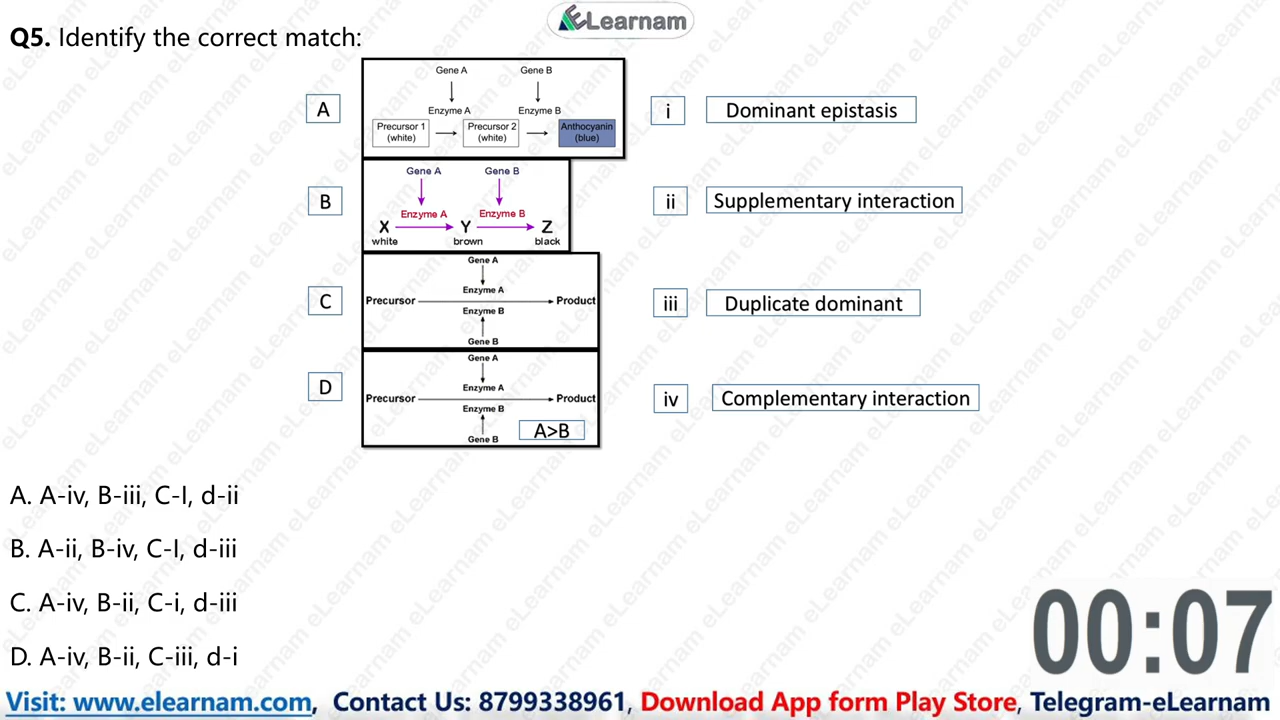 eLearnam
Q5. Identify the correct match:
A
Gene A Gene B
Enzyme A Enzyme B
Precursor 1 (white) Precursor 2 (white) Anthocyanin (blue)
i Dominant epistasis
B
Gene A Gene B
Enzyme A Enzyme B
X Y Z
white brown black
ii Supplementary interaction
C
Gene A
Enzyme A
Precursor Product
Enzyme B
Gene B
iii Duplicate dominant
D
Gene A
Enzyme A
Precursor Product
Enzyme B
Gene B
A>B
iv Complementary interaction
A. A-iv, B-iii, C-I, d-ii
B. A-ii, B-iv, C-I, d-iii
C. A-iv, B-ii, C-i, d-iii
D. A-iv, B-ii, C-iii, d-i
00:07
Visit: www.elearnam.com, Contact Us: 8799338961, Download App form Play Store, Telegram-eLearnam